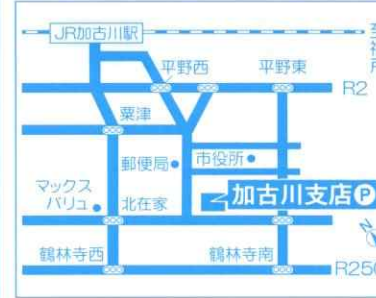 JR加古川駅
平野西
平野東
R2
粟津
郵便局
市役所
マックス
バリュ
北在家
加古川支店P
鶴林寺西
鶴林寺南